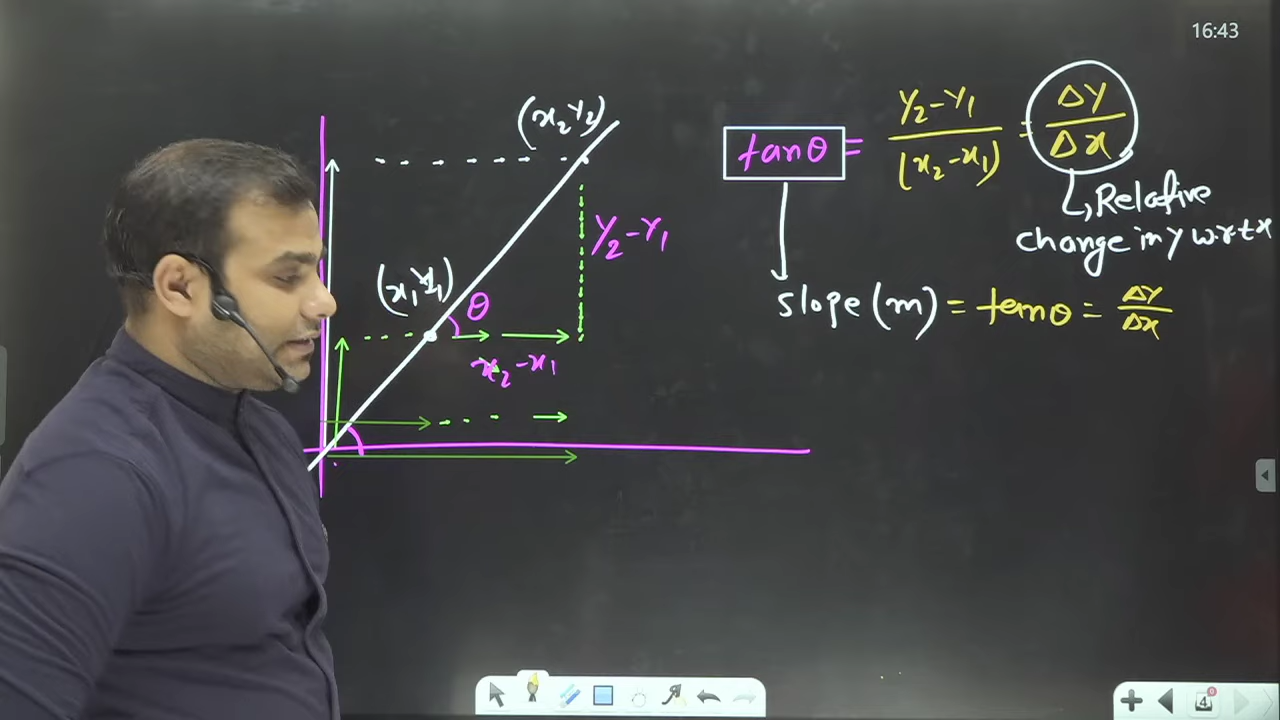 16:43
(x₂ Y₂)
Y₂-Y₁
(x₁ Y₁)
θ
x₂-x₁
tanθ = Y₂-Y₁ / (x₂-x₁) = ΔY / Δx
↳ Relative
change in y w.r.t x
slope (m) = tanθ = ΔY / Δx
4